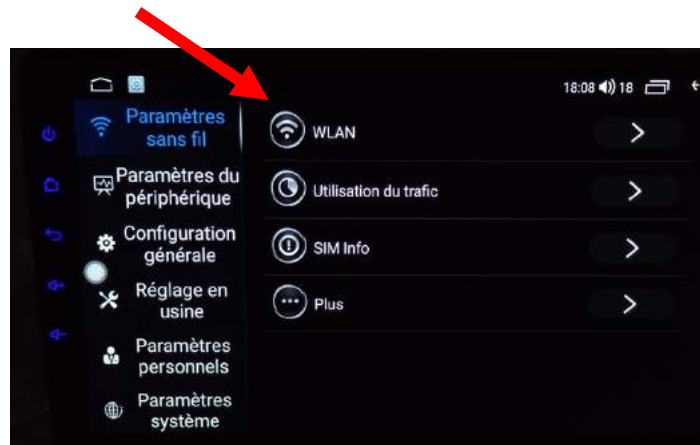 18:08 18
Paramètres
sans fil
Paramètres du
périphérique
Configuration
générale
Réglage en
usine
Paramètres
personnels
Paramètres
système
WLAN
Utilisation du trafic
SIM Info
Plus